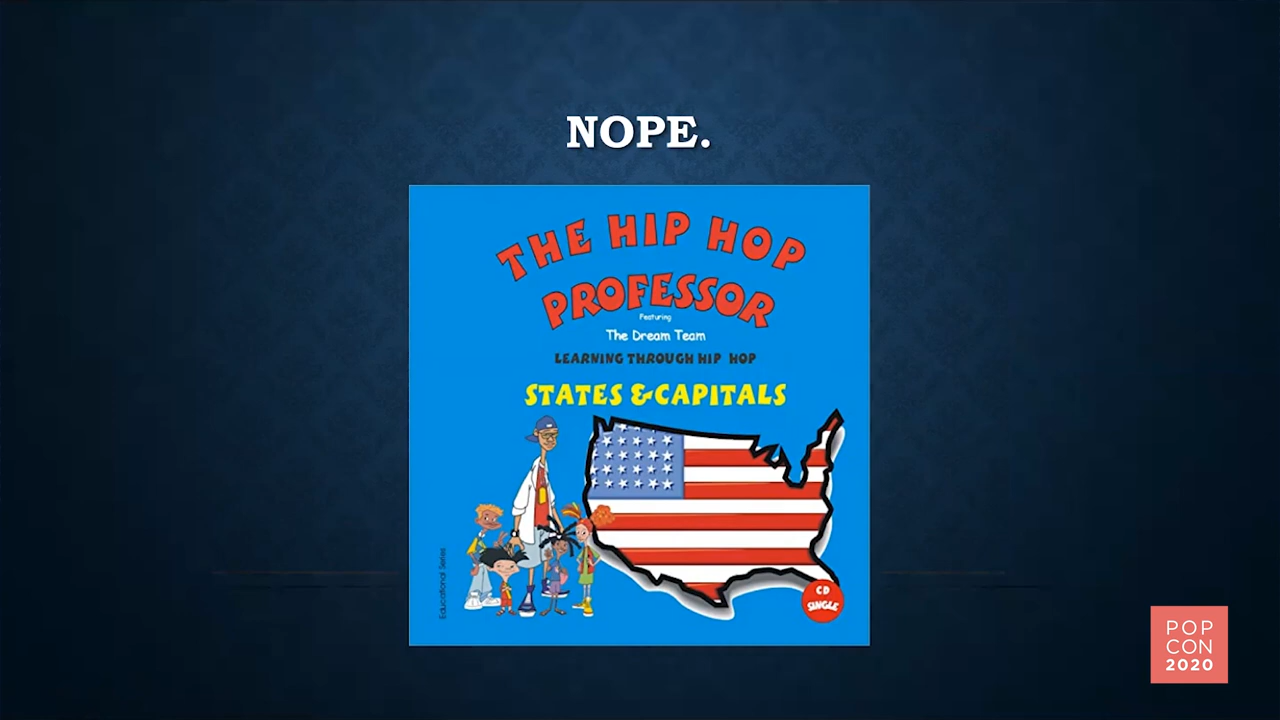 NOPE.
THE HIP HOP
PROFESSOR
Featuring
The Dream Team
LEARNING THROUGH HIP HOP
STATES & CAPITALS
Educational Series
CD
SINGLE
POP
CON
2020